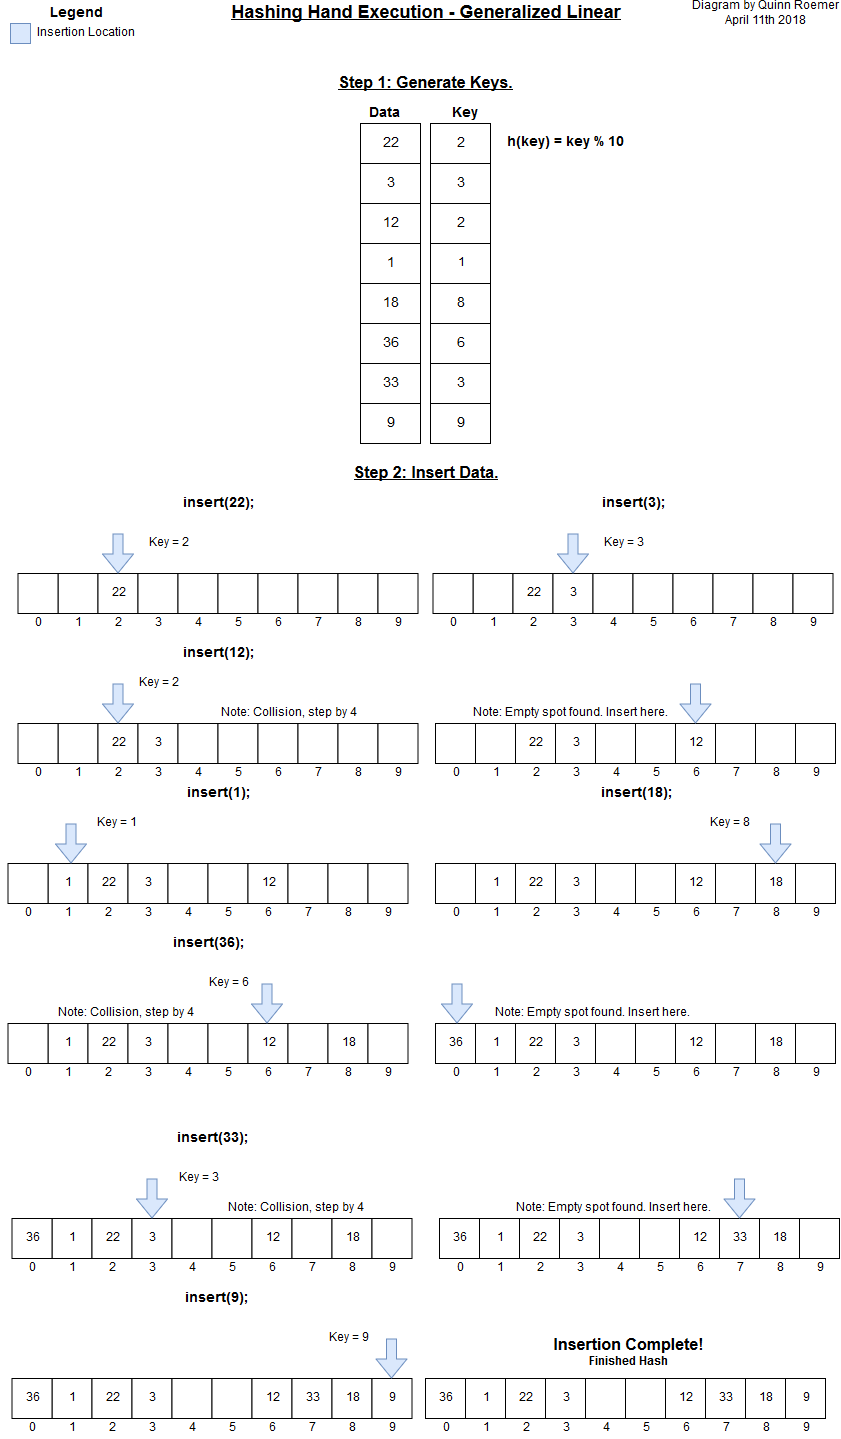 Legend
Insertion Location
Hashing Hand Execution - Generalized Linear
Diagram by Quinn Roemer
April 11th 2018
Step 1: Generate Keys.
Data Key
22 2
h(key) = key % 10
3 3
12 2
1 1
18 8
36 6
33 3
9 9
Step 2: Insert Data.
insert(22);
Key = 2
22
0 1 2 3 4 5 6 7 8 9
insert(3);
Key = 3
22 3
0 1 2 3 4 5 6 7 8 9
insert(12);
Key = 2
Note: Collision, step by 4
22 3
0 1 2 3 4 5 6 7 8 9
Note: Empty spot found. Insert here.
22 3 12
0 1 2 3 4 5 6 7 8 9
insert(1);
Key = 1
1 22 3 12
0 1 2 3 4 5 6 7 8 9
insert(18);
Key = 8
1 22 3 12 18
0 1 2 3 4 5 6 7 8 9
insert(36);
Key = 6
Note: Collision, step by 4
1 22 3 12 18
0 1 2 3 4 5 6 7 8 9
Note: Empty spot found. Insert here.
36 1 22 3 12 18
0 1 2 3 4 5 6 7 8 9
insert(33);
Key = 3
Note: Collision, step by 4
36 1 22 3 12 18
0 1 2 3 4 5 6 7 8 9
Note: Empty spot found. Insert here.
36 1 22 3 12 33 18
0 1 2 3 4 5 6 7 8 9
insert(9);
Key = 9
36 1 22 3 12 33 18 9
0 1 2 3 4 5 6 7 8 9
Insertion Complete!
Finished Hash
36 1 22 3 12 33 18 9
0 1 2 3 4 5 6 7 8 9